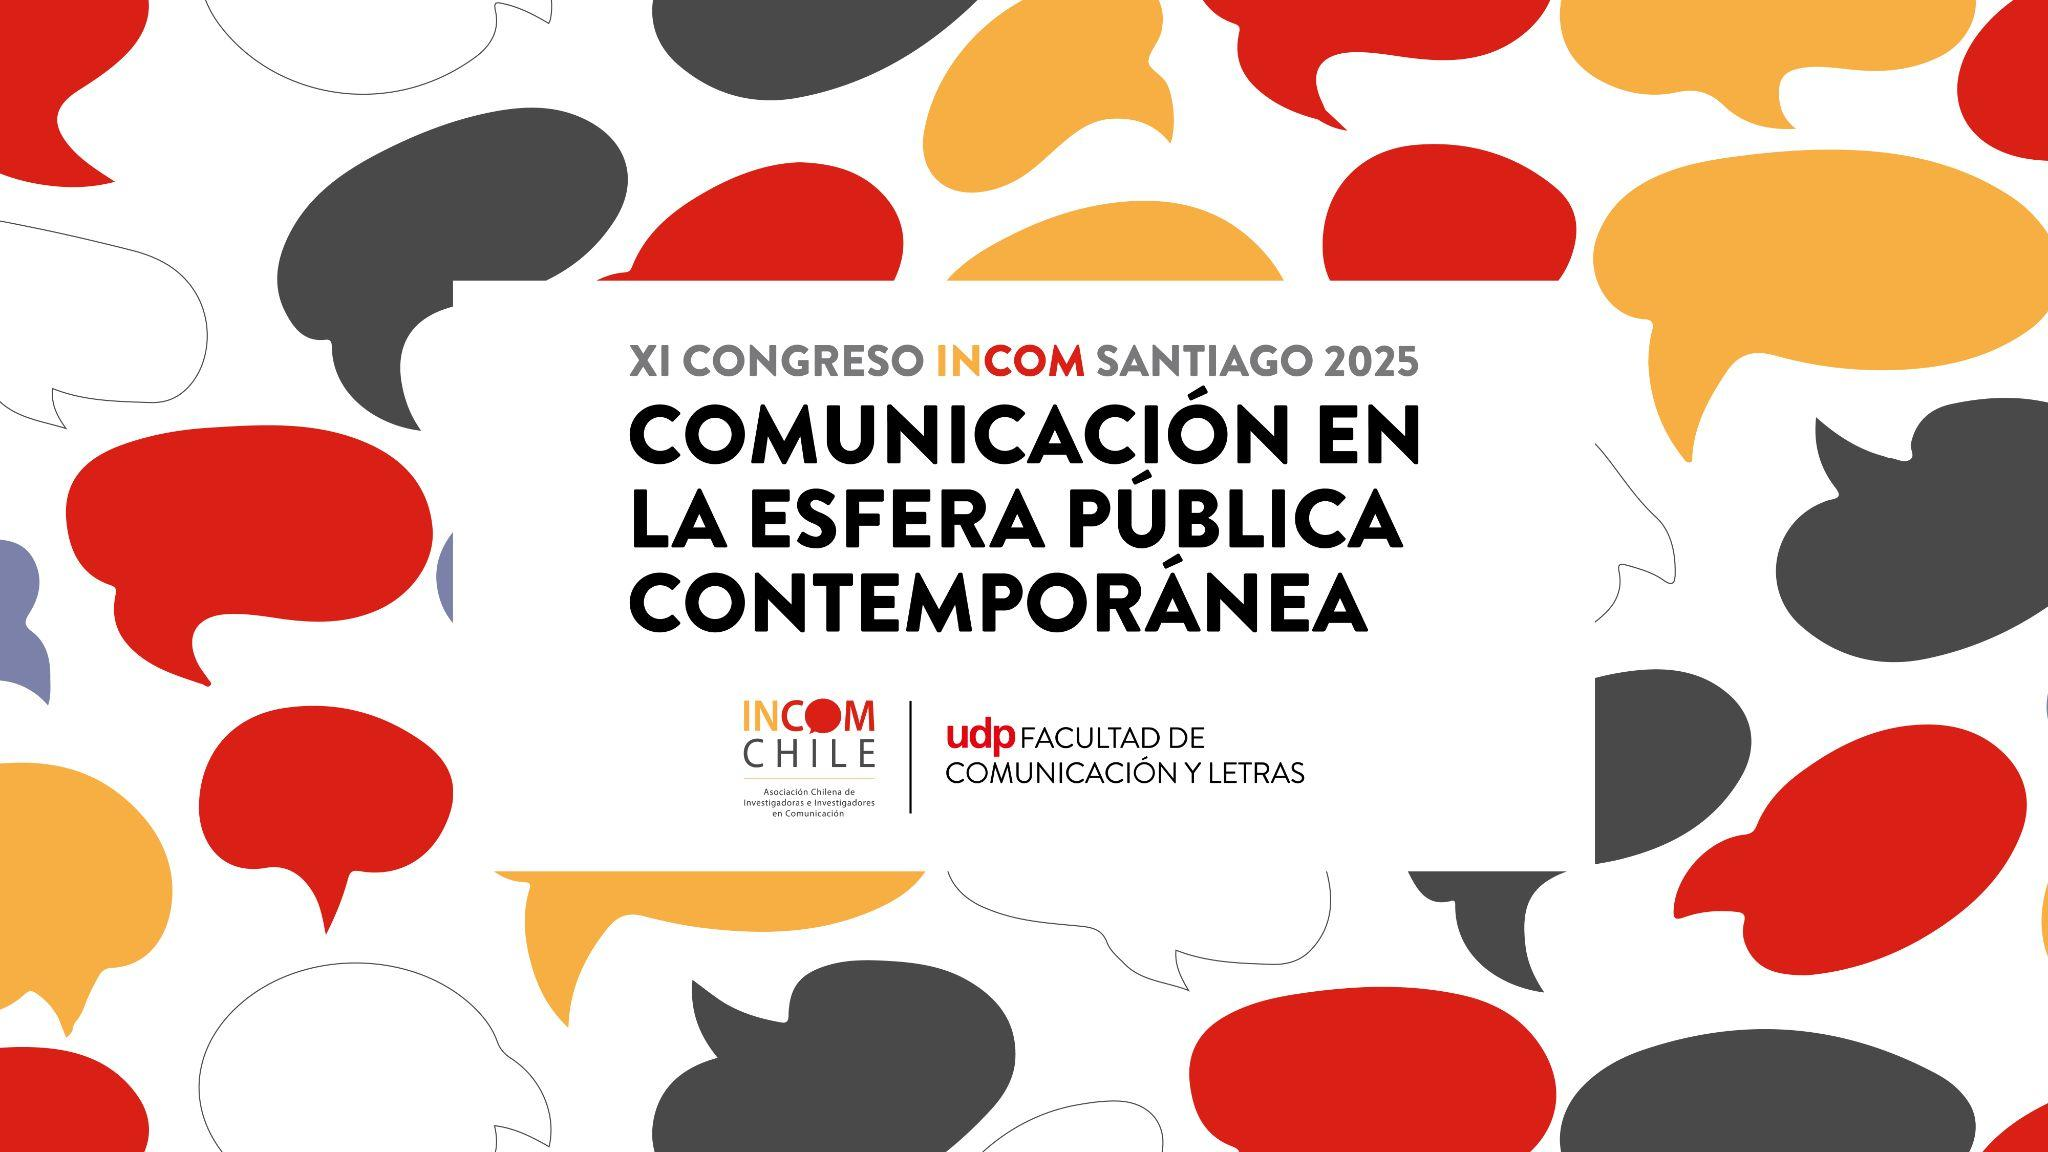 XI CONGRESO INCOM SANTIAGO 2025
COMUNICACIÓN EN
LA ESFERA PÚBLICA
CONTEMPORÁNEA
INCOM
CHILE
Asociación Chilena de
Investigadoras e Investigadores
en Comunicación
udp FACULTAD DE
COMUNICACIÓN Y LETRAS